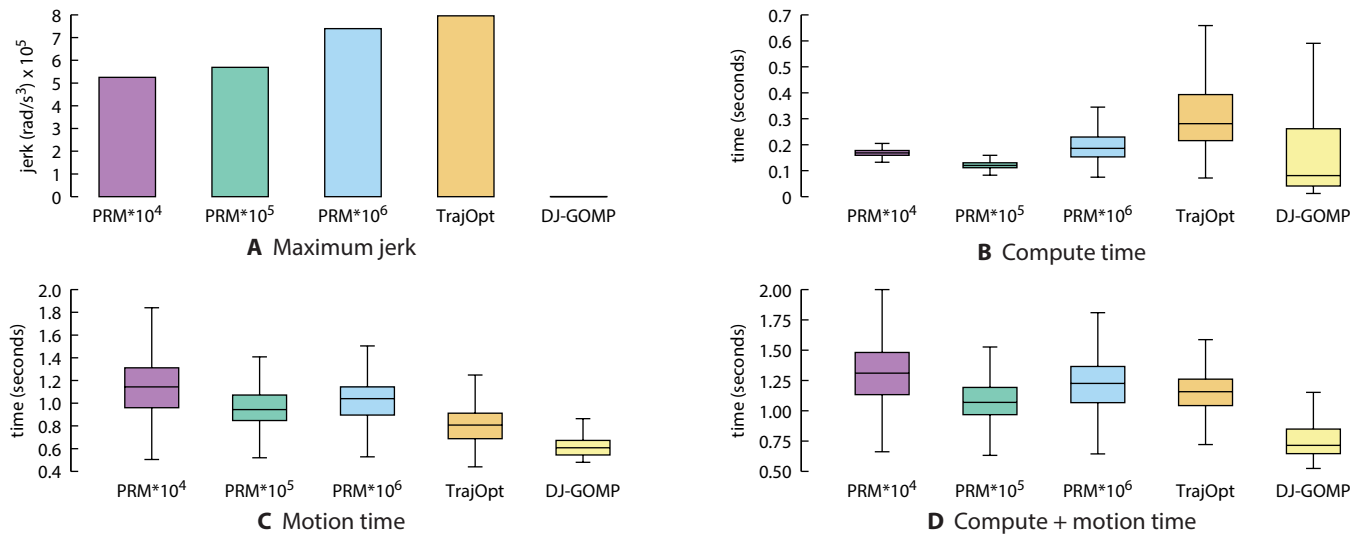 jerk (rad/s³) x 10⁵
8
7
6
5
4
3
2
1
0
PRM*10⁴ PRM*10⁵ PRM*10⁶ TrajOpt DJ-GOMP
A Maximum jerk
time (seconds)
0.7
0.6
0.5
0.4
0.3
0.2
0.1
0
PRM*10⁴ PRM*10⁵ PRM*10⁶ TrajOpt DJ-GOMP
B Compute time
time (seconds)
2.0
1.8
1.6
1.4
1.2
1.0
0.8
0.6
0.4
PRM*10⁴ PRM*10⁵ PRM*10⁶ TrajOpt DJ-GOMP
C Motion time
time (seconds)
2.00
1.75
1.50
1.25
1.00
0.75
0.50
PRM*10⁴ PRM*10⁵ PRM*10⁶ TrajOpt DJ-GOMP
D Compute + motion time